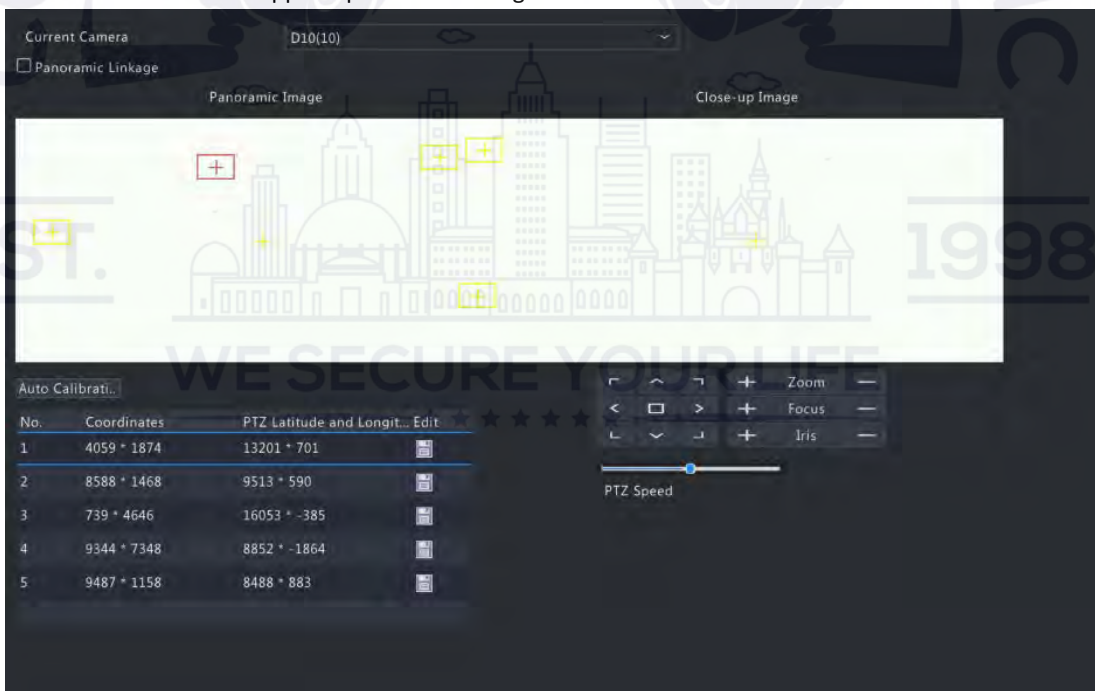 Current Camera D10(10)
Panoramic Linkage
Panoramic Image Close-up Image
ST. 1998
WE SECURE YOUR LIFE
Auto Calibrati..
Zoom
No. Coordinates PTZ Latitude and Longit... Edit
Focus
1 4059 * 1874 13201 * 701
Iris
2 8588 * 1468 9513 * 590
PTZ Speed
3 739 * 4646 16053 * -385
4 9344 * 7348 8852 * -1864
5 9487 * 1158 8488 * 883